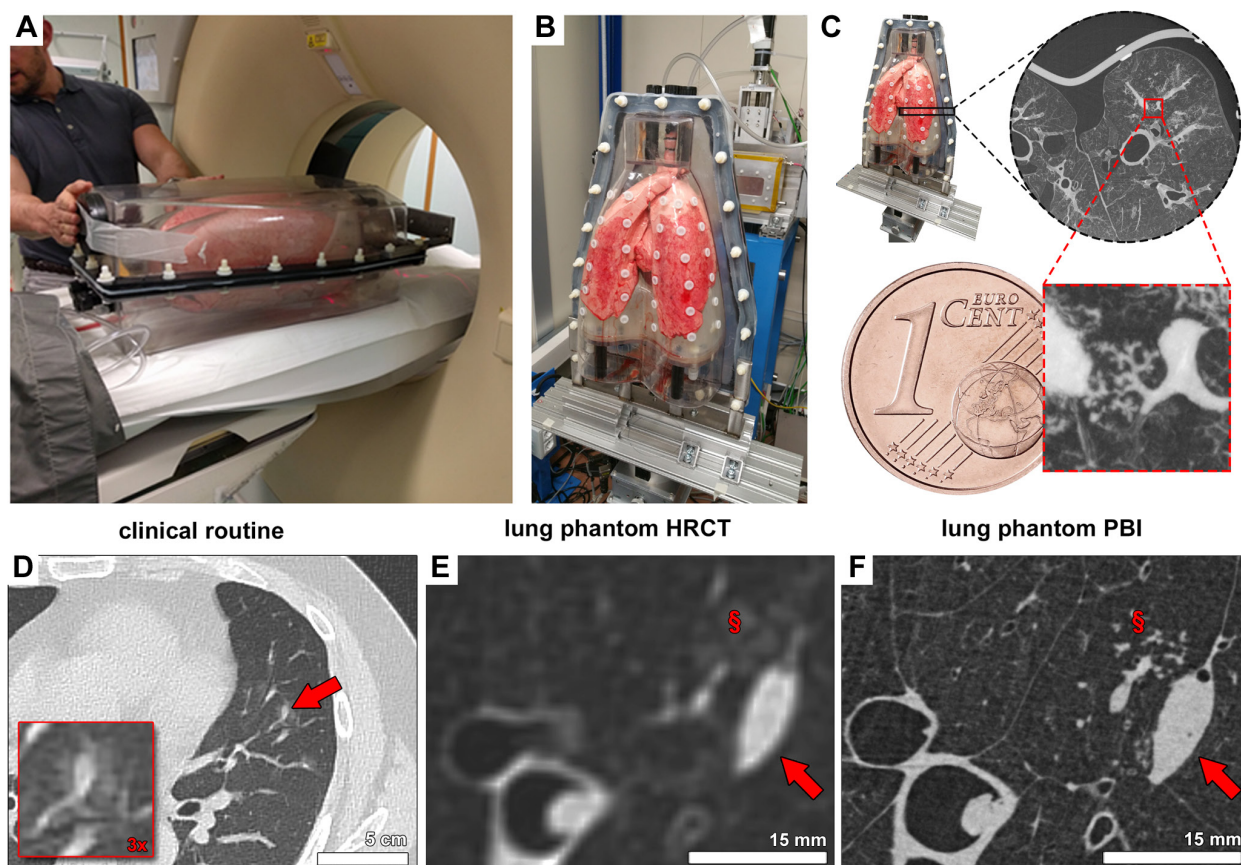 A
B
C
1
EURO
CENT
clinical routine
lung phantom HRCT
lung phantom PBI
D
E
F
§
§
3x
5 cm
15 mm
15 mm